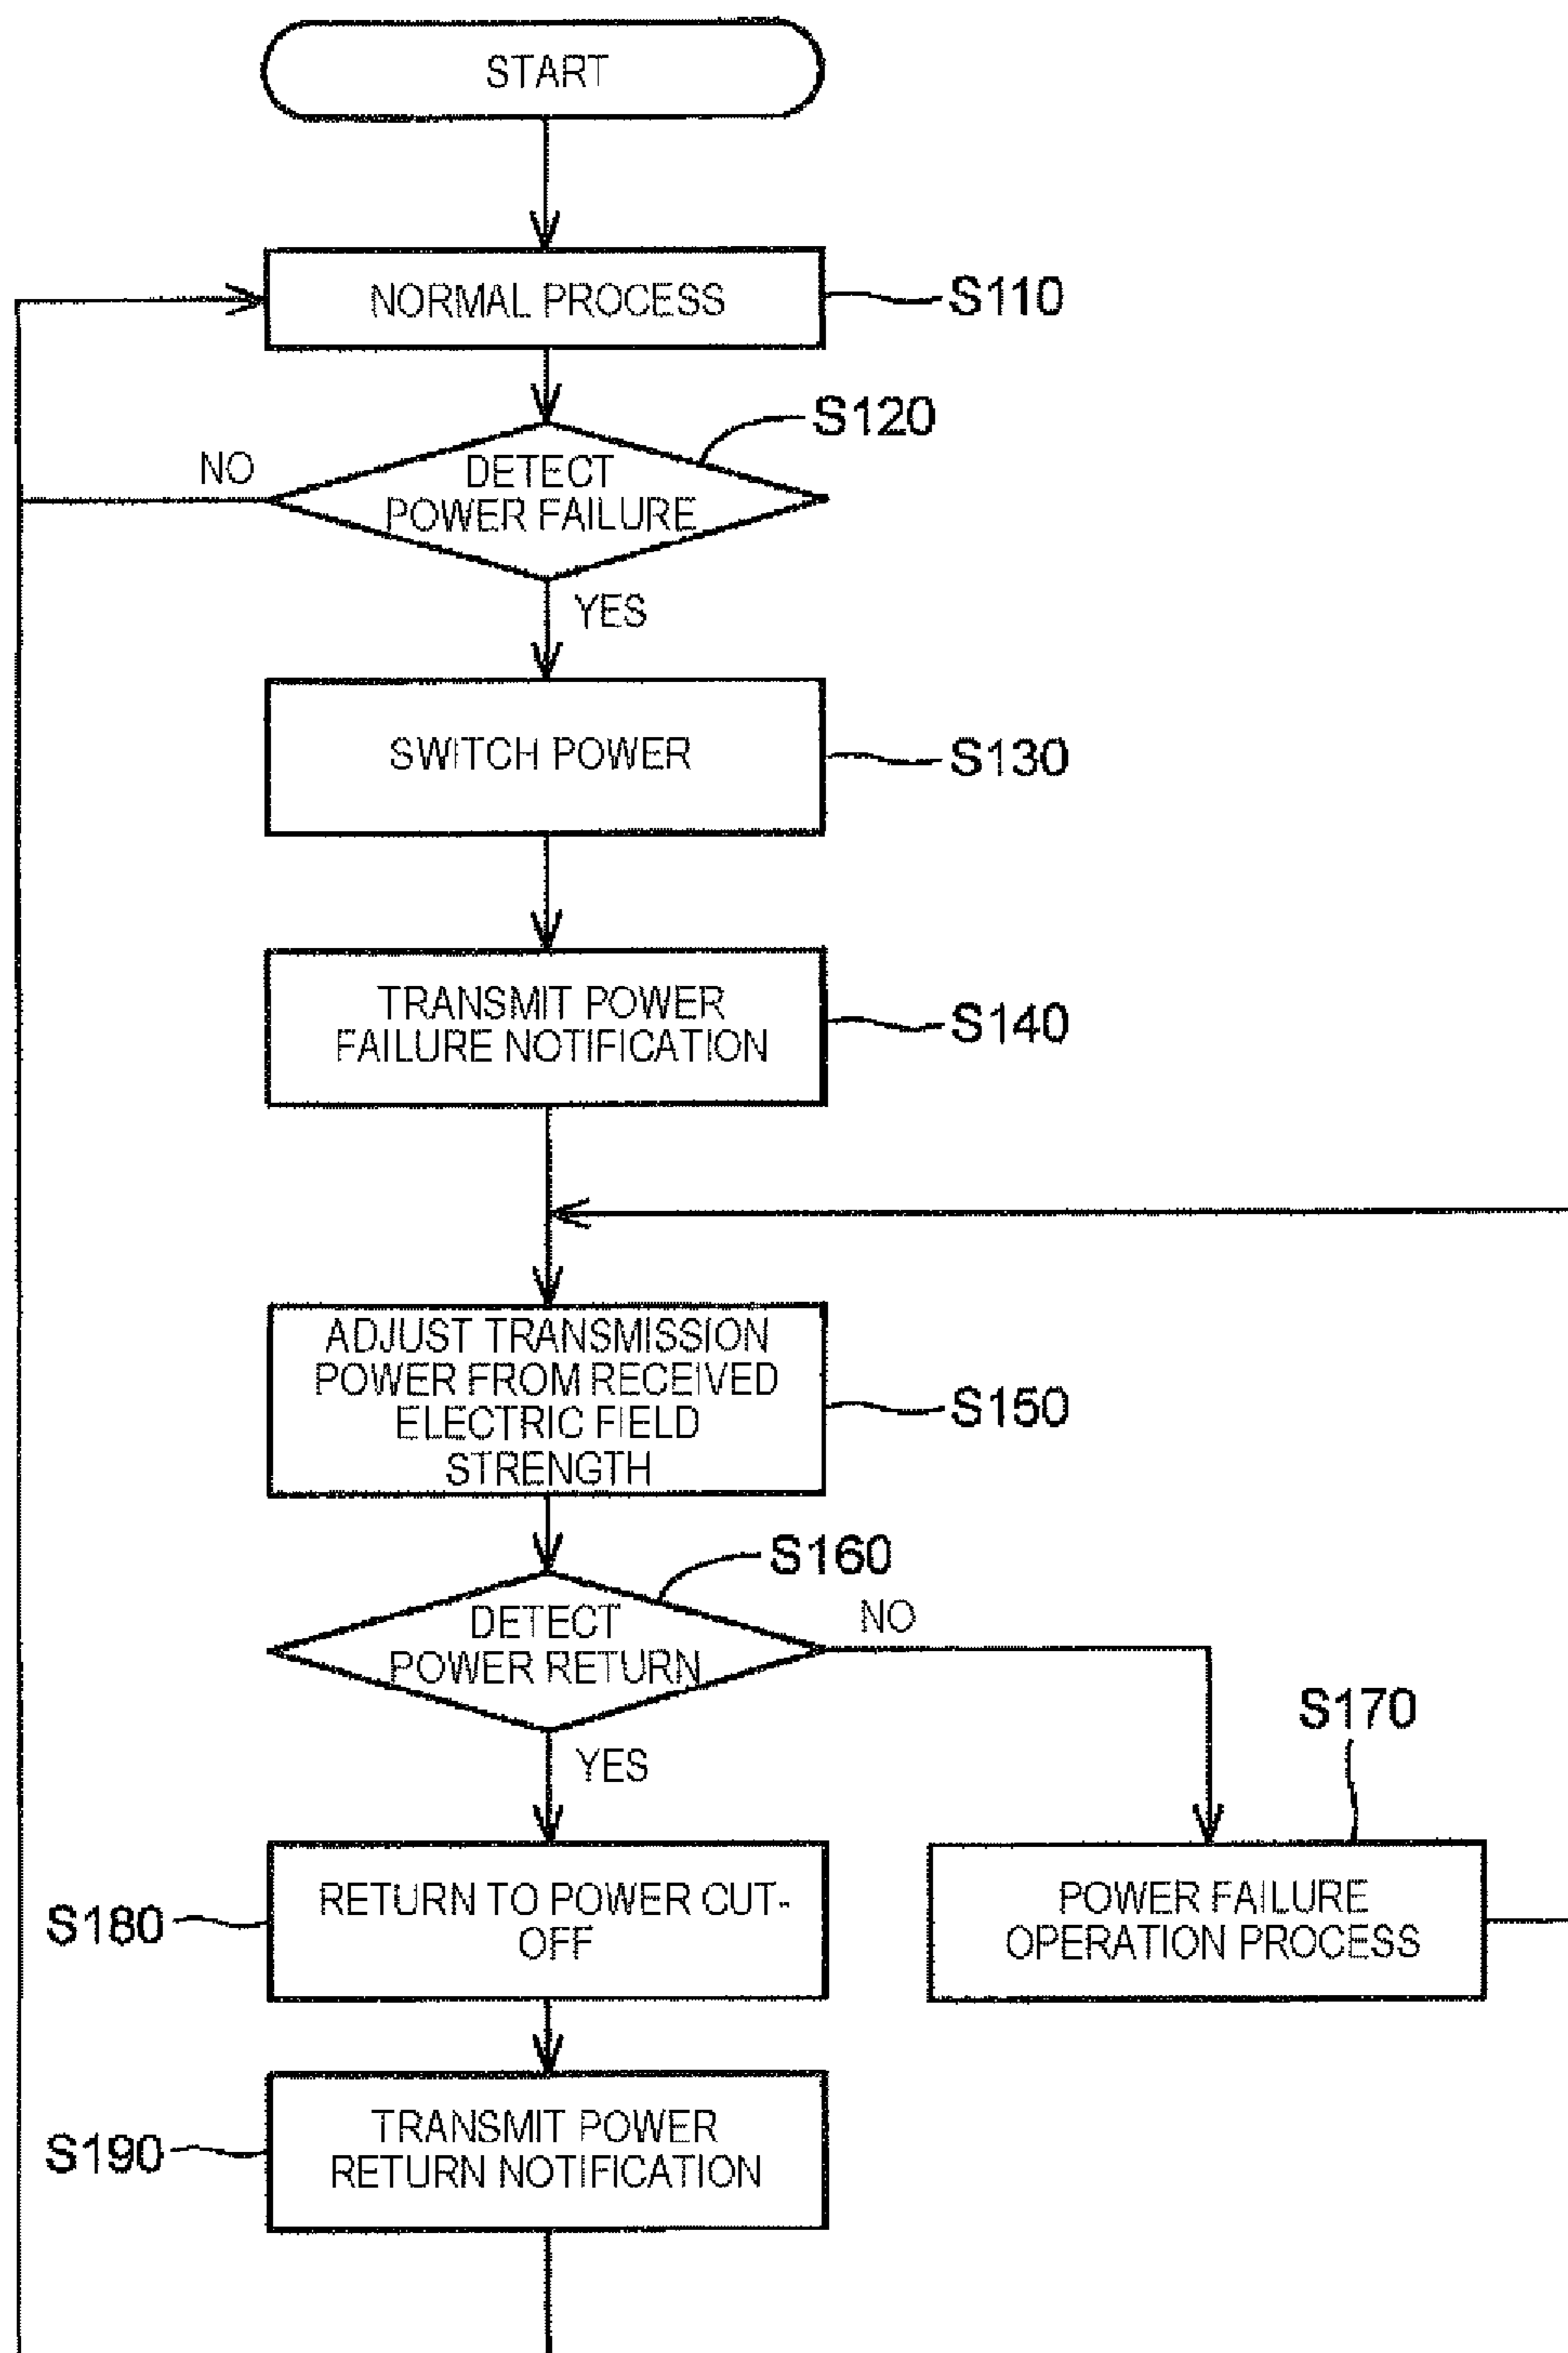 START
NORMAL PROCESS
S110
S120
NO
DETECT
POWER FAILURE
YES
SWITCH POWER
S130
TRANSMIT POWER
FAILURE NOTIFICATION
S140
ADJUST TRANSMISSION
POWER FROM RECEIVED
ELECTRIC FIELD
STRENGTH
S150
S160
DETECT
POWER RETURN
NO
YES
S170
S180
RETURN TO POWER CUT-
OFF
POWER FAILURE
OPERATION PROCESS
S190
TRANSMIT POWER
RETURN NOTIFICATION